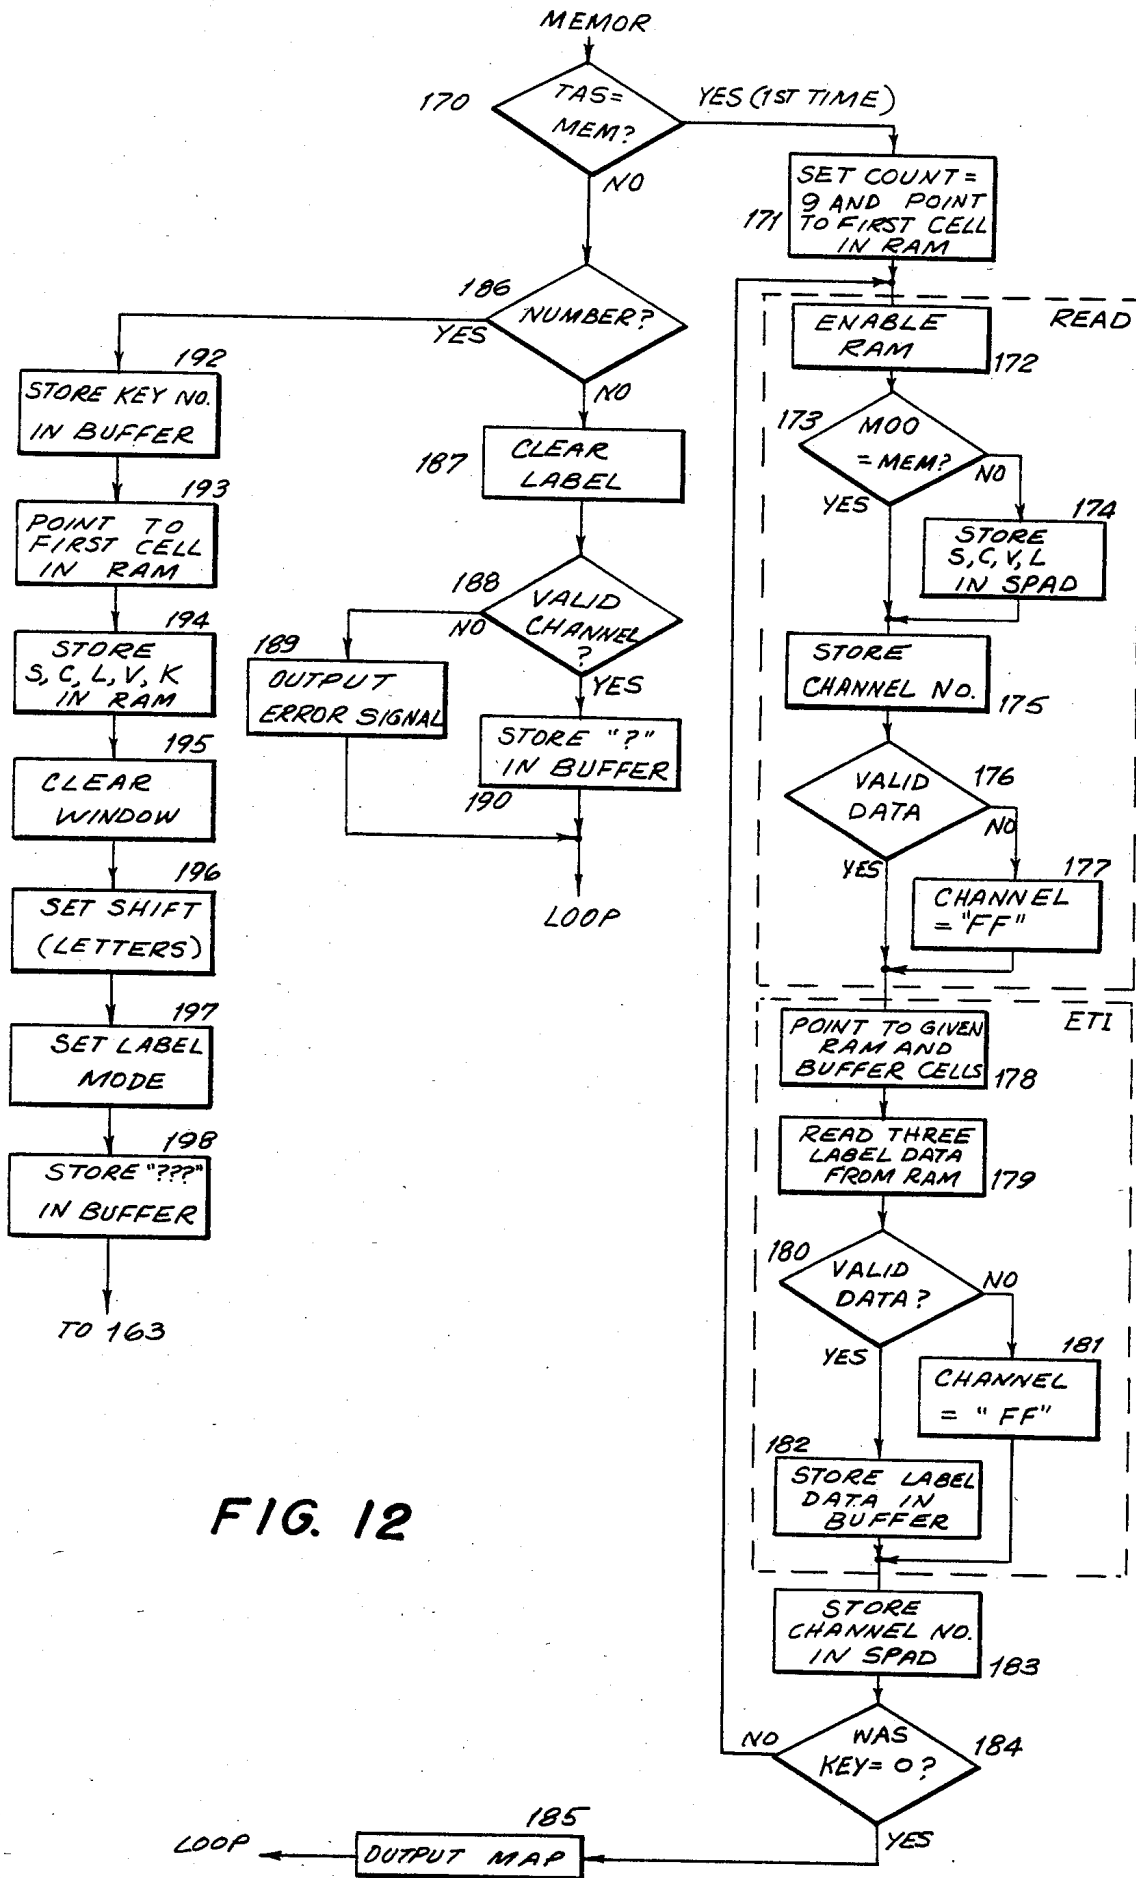 MEMOR
170
TAS=
MEM?
YES (1ST TIME)
NO
171
SET COUNT =
9 AND POINT
TO FIRST CELL
IN RAM
READ
ENABLE
RAM
172
173
MOO
= MEM?
NO
YES
174
STORE
S,C,V,L
IN SPAD
STORE
CHANNEL NO.
175
VALID
DATA
176
NO
YES
177
CHANNEL
= "FF"
ETI
POINT TO GIVEN
RAM AND
BUFFER CELLS
178
READ THREE
LABEL DATA
FROM RAM
179
180
VALID
DATA?
NO
YES
181
CHANNEL
= "FF"
182
STORE LABEL
DATA IN
BUFFER
STORE
CHANNEL NO.
IN SPAD
183
NO
WAS
KEY= 0?
184
YES
185
OUTPUT MAP
LOOP
186
NUMBER?
YES
NO
187
CLEAR
LABEL
188
VALID
CHANNEL
?
NO
YES
189
OUTPUT
ERROR SIGNAL
STORE "?"
IN BUFFER
190
LOOP
192
STORE KEY NO.
IN BUFFER
193
POINT TO
FIRST CELL
IN RAM
194
STORE
S, C, L, V, K
IN RAM
195
CLEAR
WINDOW
196
SET SHIFT
(LETTERS)
197
SET LABEL
MODE
198
STORE "???"
IN BUFFER
TO 163
FIG. 12